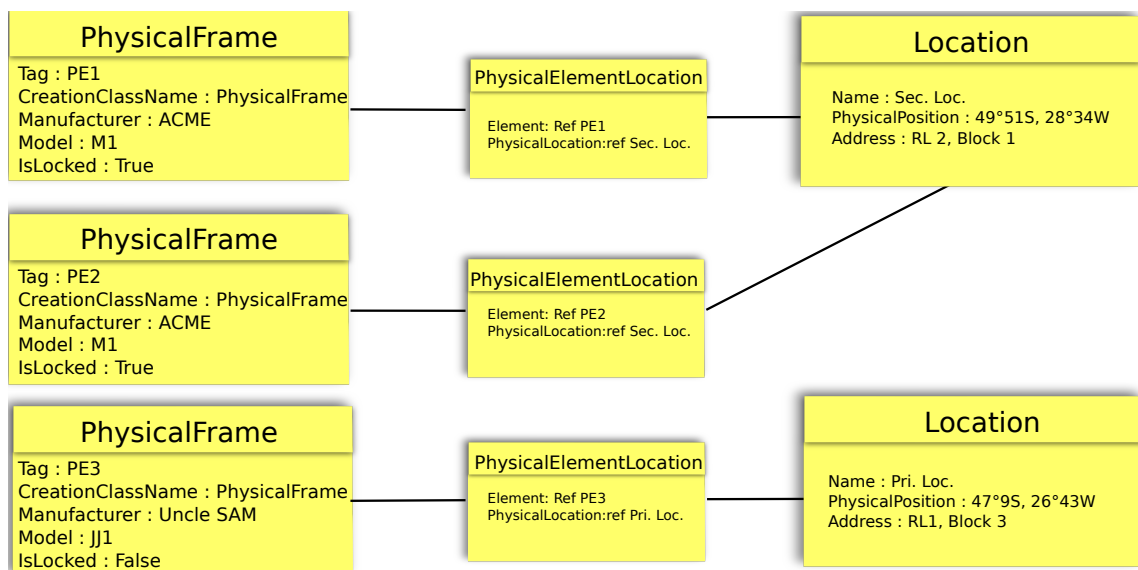 PhysicalFrame
Tag : PE1
CreationClassName : PhysicalFrame
Manufacturer : ACME
Model : M1
IsLocked : True
PhysicalElementLocation
Element: Ref PE1
PhysicalLocation:ref Sec. Loc.
Location
Name : Sec. Loc.
PhysicalPosition : 49°51S, 28°34W
Address : RL 2, Block 1
PhysicalFrame
Tag : PE2
CreationClassName : PhysicalFrame
Manufacturer : ACME
Model : M1
IsLocked : True
PhysicalElementLocation
Element: Ref PE2
PhysicalLocation:ref Sec. Loc.
PhysicalFrame
Tag : PE3
CreationClassName : PhysicalFrame
Manufacturer : Uncle SAM
Model : JJ1
IsLocked : False
PhysicalElementLocation
Element: Ref PE3
PhysicalLocation:ref Pri. Loc.
Location
Name : Pri. Loc.
PhysicalPosition : 47°9S, 26°43W
Address : RL1, Block 3